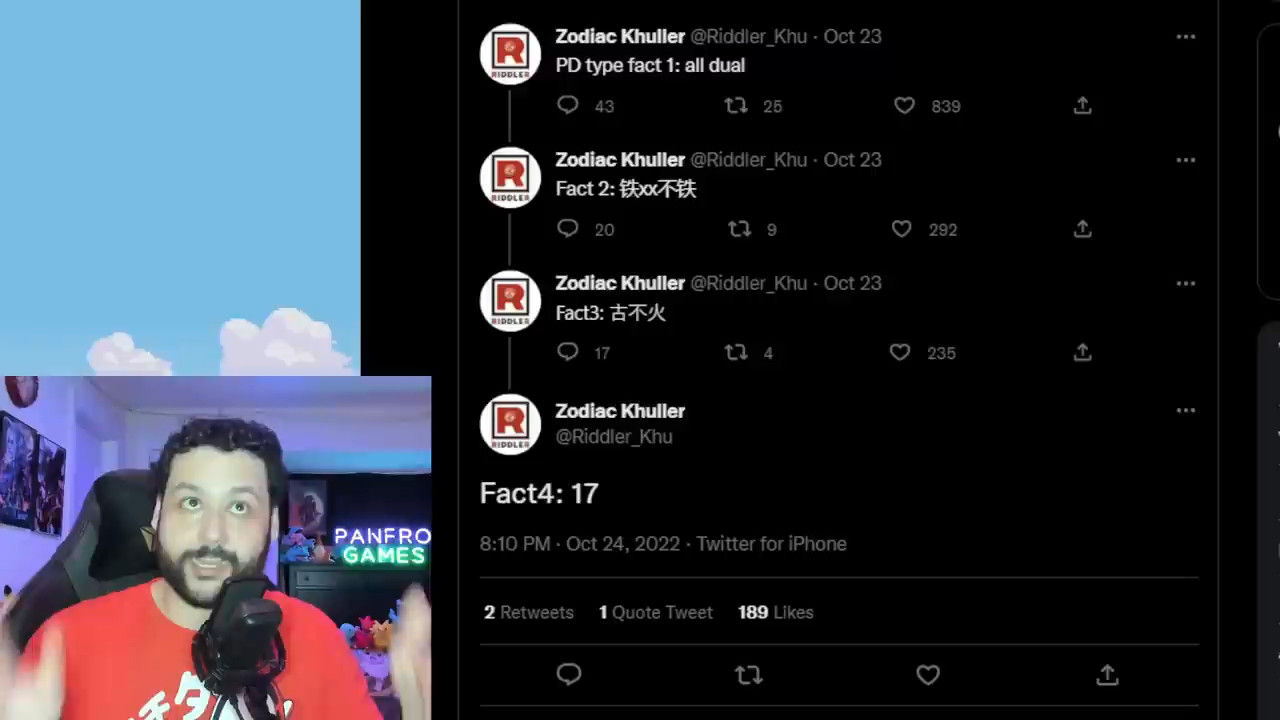 Zodiac Khuller @Riddler_Khu · Oct 23
PD type fact 1: all dual
43 25 839
RIDDLER
Zodiac Khuller @Riddler_Khu · Oct 23
Fact 2: 铁xx不铁
20 9 292
RIDDLER
Zodiac Khuller @Riddler_Khu · Oct 23
Fact3: 古不火
17 4 235
RIDDLER
Zodiac Khuller
@Riddler_Khu
RIDDLER
Fact4: 17
8:10 PM · Oct 24, 2022 · Twitter for iPhone
2 Retweets 1 Quote Tweet 189 Likes
PANFRO
GAMES